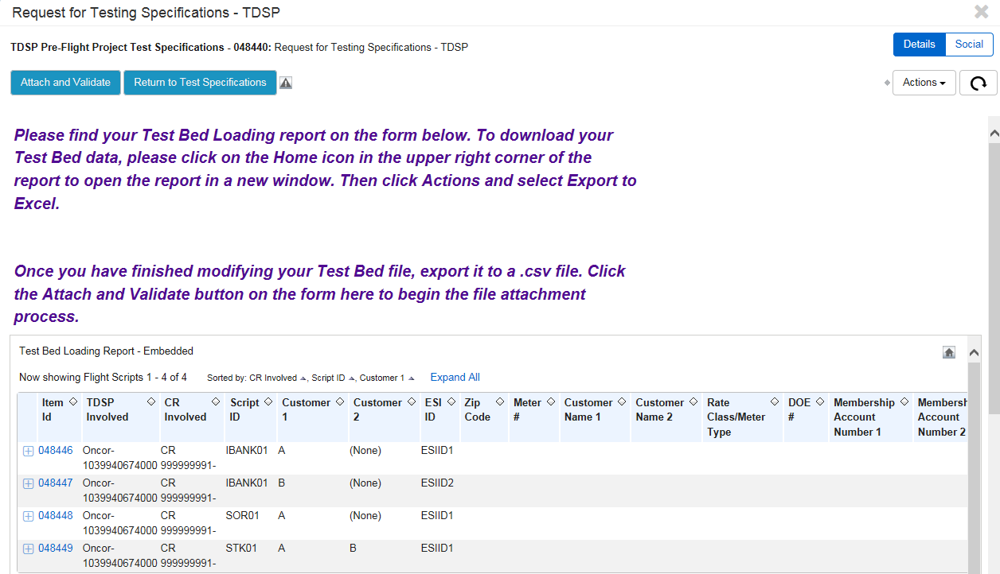 Request for Testing Specifications - TDSP
TDSP Pre-Flight Project Test Specifications - 048440: Request for Testing Specifications - TDSP
Details Social
Attach and Validate Return to Test Specifications Actions
Please find your Test Bed Loading report on the form below. To download your
Test Bed data, please click on the Home icon in the upper right corner of the
report to open the report in a new window. Then click Actions and select Export to
Excel.
Once you have finished modifying your Test Bed file, export it to a .csv file. Click
the Attach and Validate button on the form here to begin the file attachment
process.
Test Bed Loading Report - Embedded
Now showing Flight Scripts 1 - 4 of 4 Sorted by: CR Involved , Script ID , Customer 1 Expand All
Item TDSP CR Script Customer Customer ESI Zip Meter Customer Customer Rate DOE Membership Membersh
Id Involved Involved ID 1 2 ID Code # Name 1 Name 2 Class/Meter # Account Account
Type Number 1 Number 2
048446 Oncor- CR IBANK01 A (None) ESIID1
1039940674000 999999991-
048447 Oncor- CR IBANK01 B (None) ESIID2
1039940674000 999999991-
048448 Oncor- CR SOR01 A (None) ESIID1
1039940674000 999999991-
048449 Oncor- CR STK01 A B ESIID1
1039940674000 999999991-